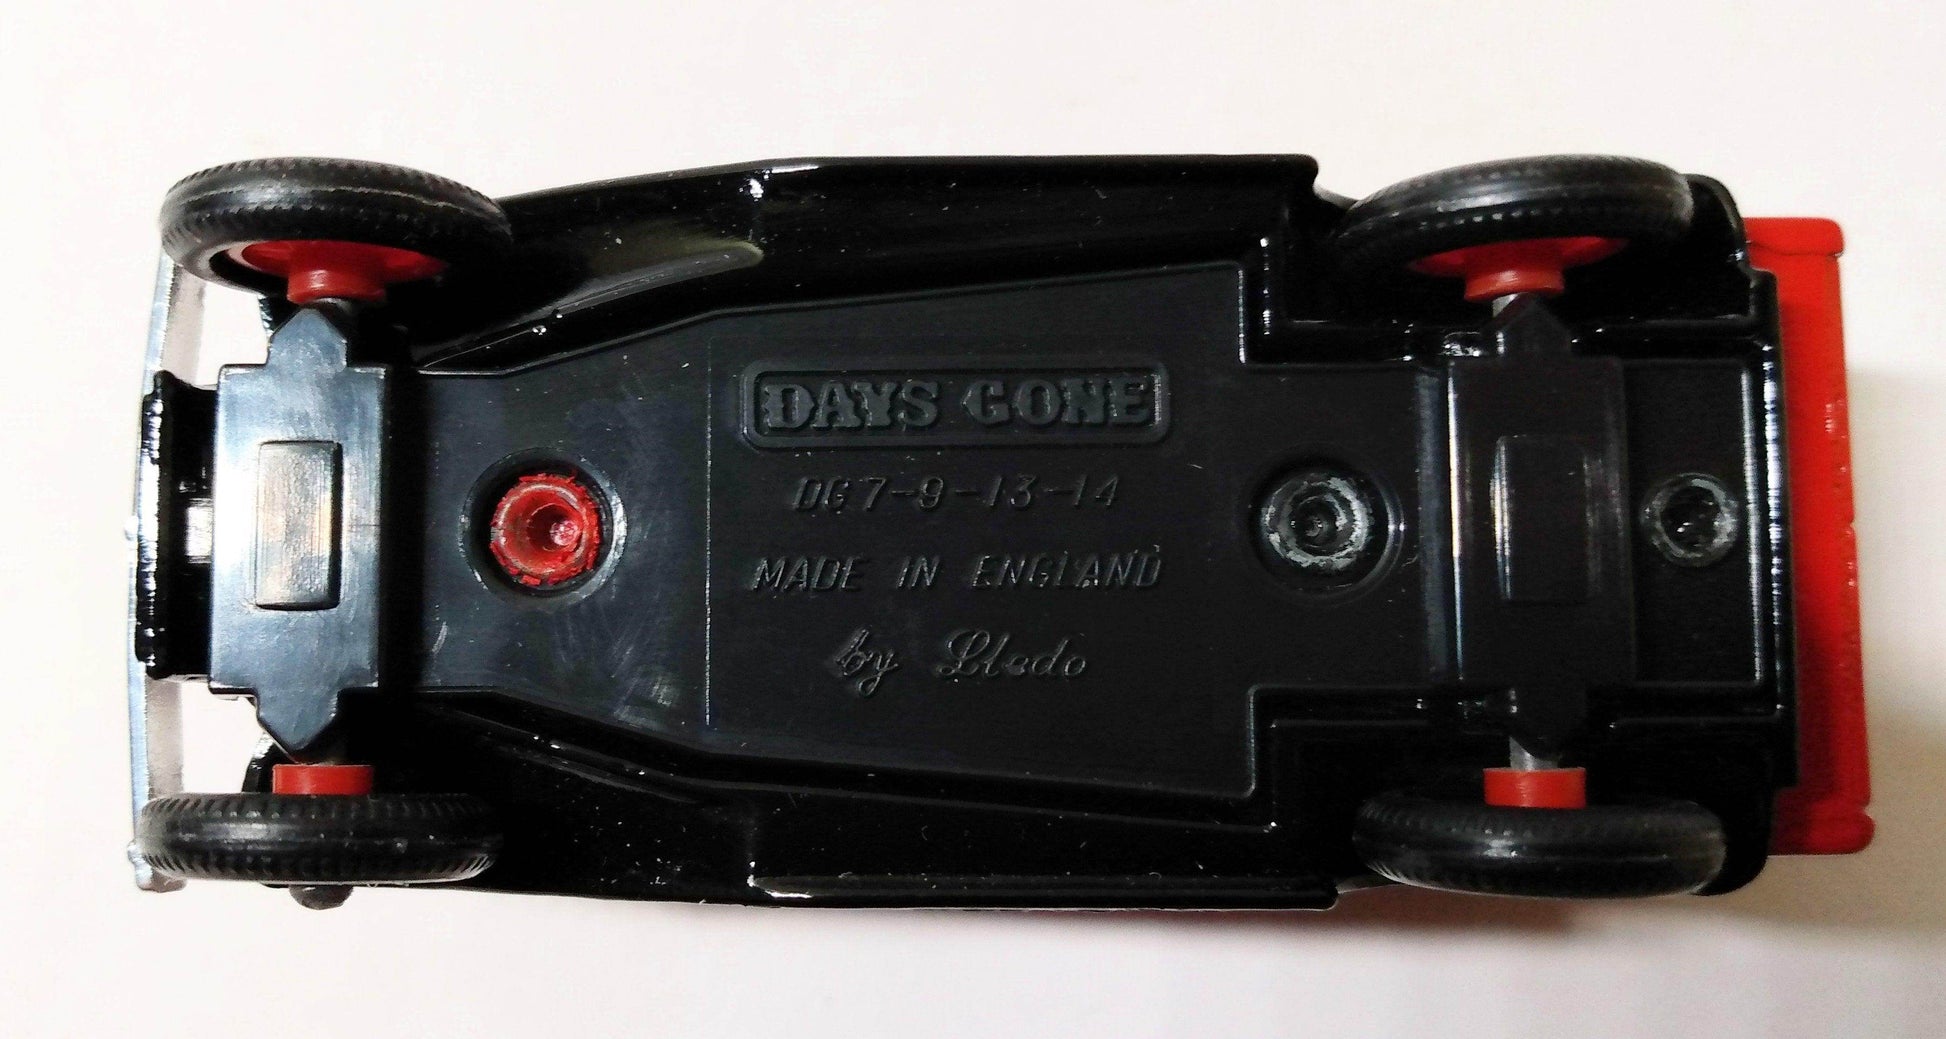 DAYS GONE
DG 7-9-13-14
MADE IN ENGLAND
by Lledo